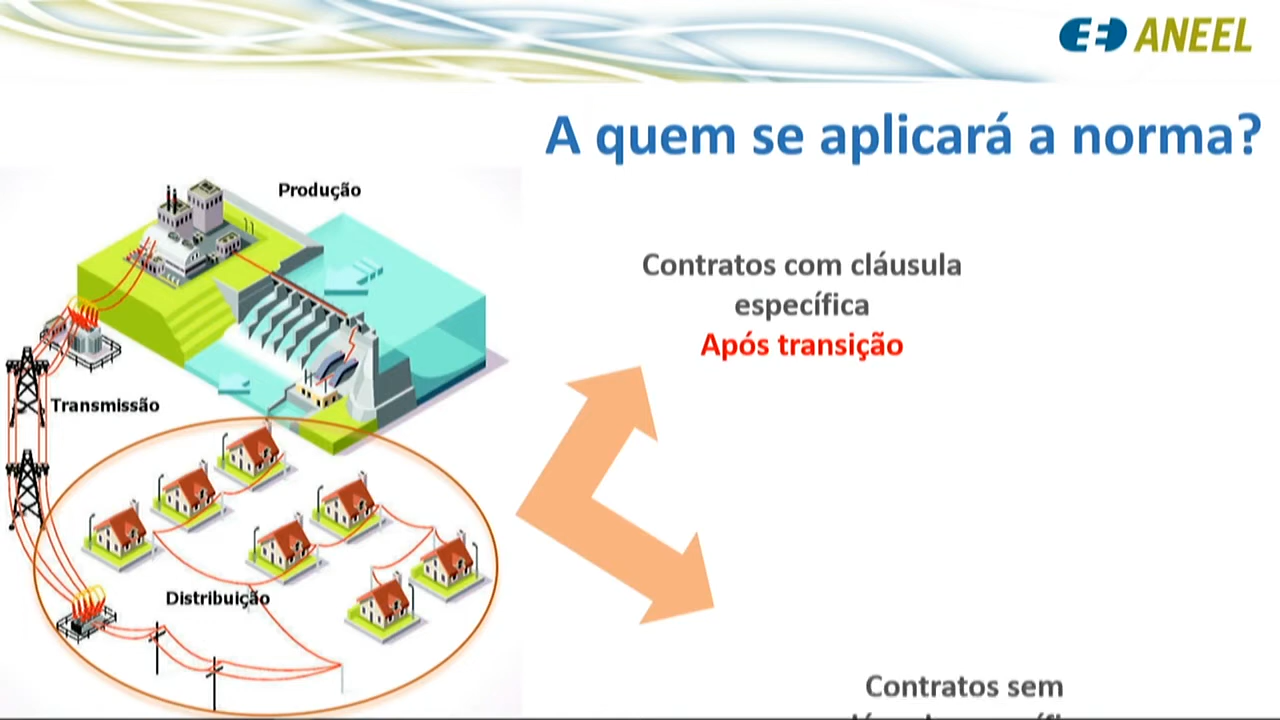 ANEEL
A quem se aplicará a norma?
Produção
Contratos com cláusula
específica
Após transição
Transmissão
Distribuição
Contratos sem